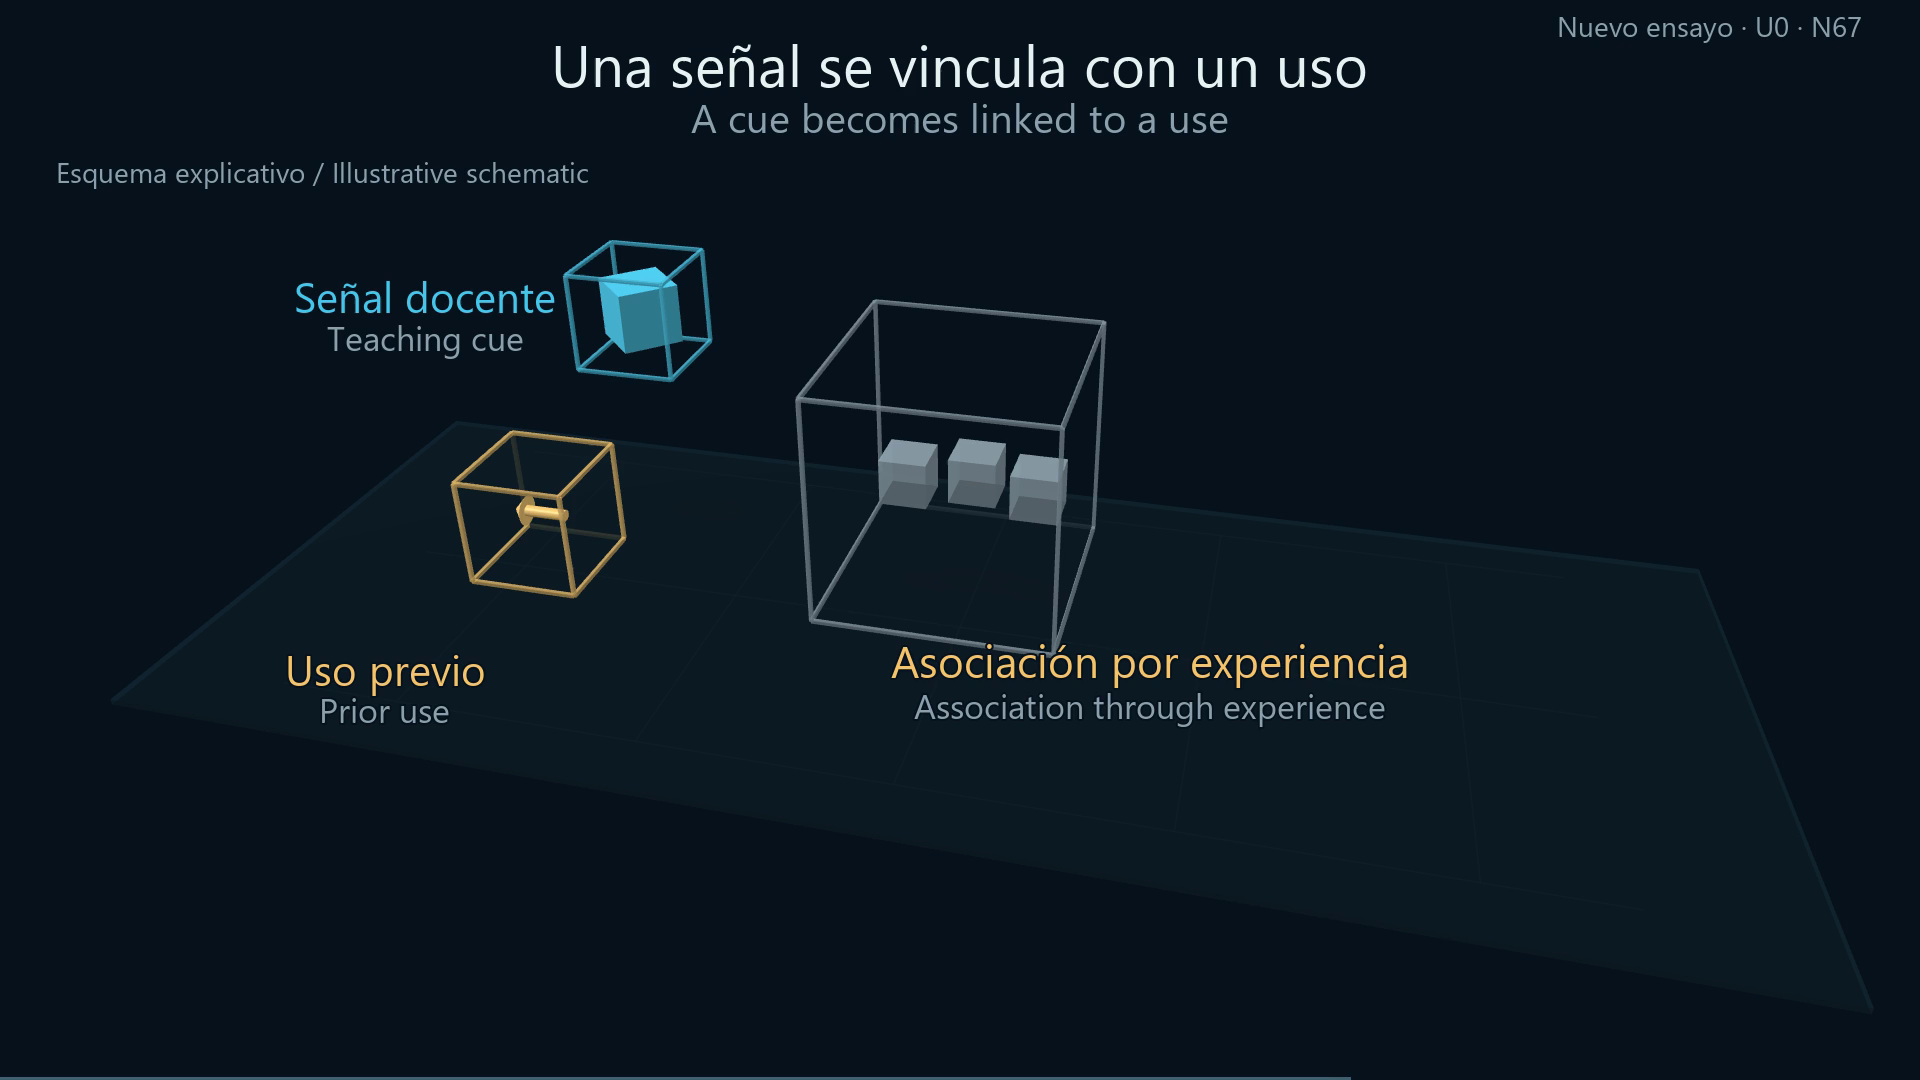 Nuevo ensayo · U0 · N67
Una señal se vincula con un uso
A cue becomes linked to a use
Esquema explicativo / Illustrative schematic
Señal docente
Teaching cue
Uso previo
Prior use
Asociación por experiencia
Association through experience